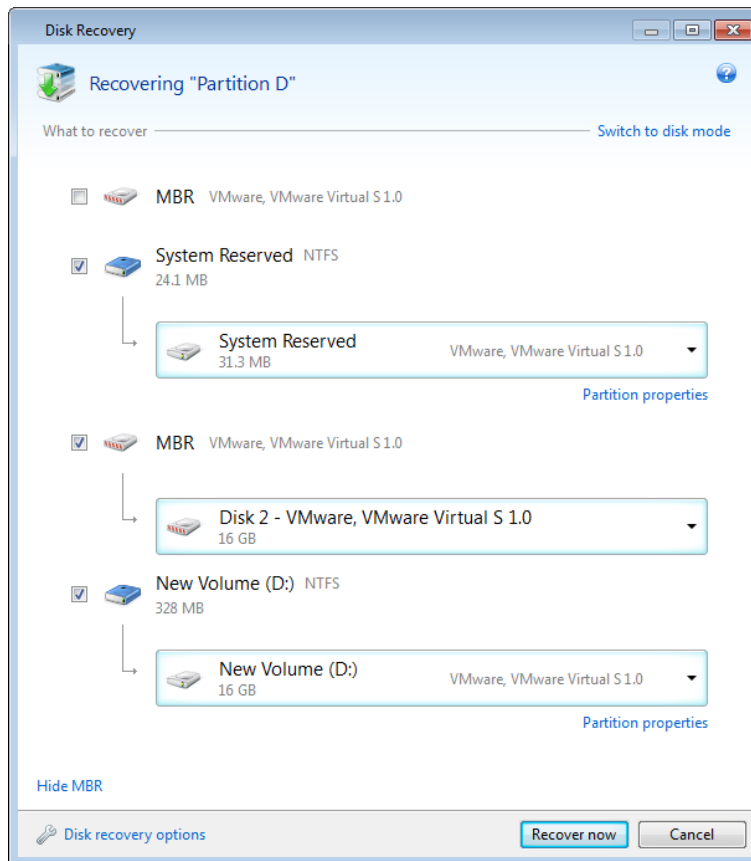 Disk Recovery
Recovering "Partition D"
What to recover
Switch to disk mode
MBR VMware, VMware Virtual S 1.0
System Reserved NTFS
24.1 MB
System Reserved
31.3 MB
VMware, VMware Virtual S 1.0
Partition properties
MBR VMware, VMware Virtual S 1.0
Disk 2 - VMware, VMware Virtual S 1.0
16 GB
New Volume (D:) NTFS
328 MB
New Volume (D:)
16 GB
VMware, VMware Virtual S 1.0
Partition properties
Hide MBR
Disk recovery options
Recover now
Cancel